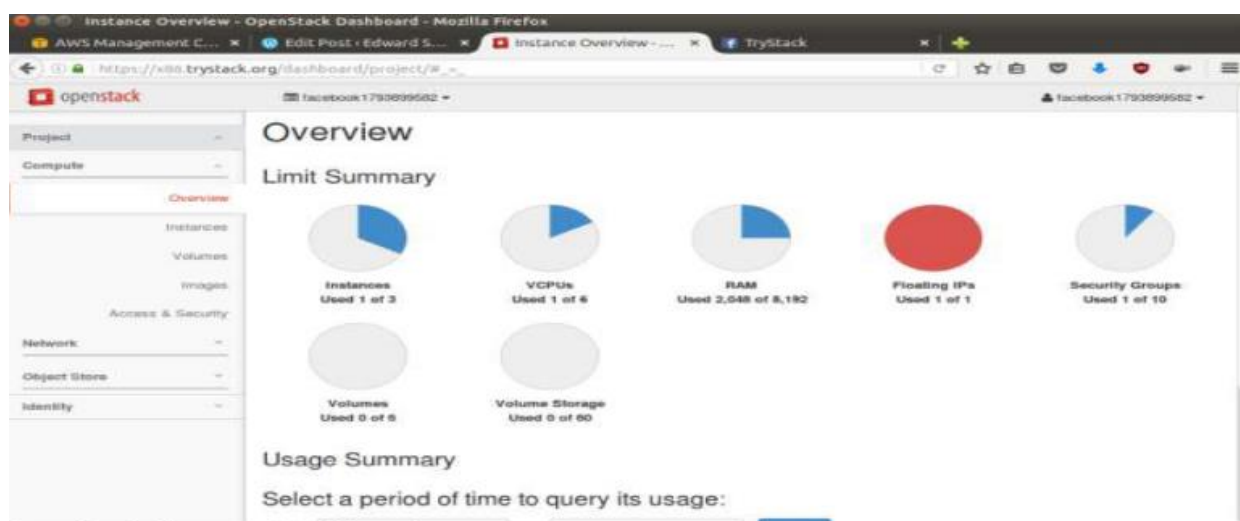 Instance Overview - OpenStack Dashboard - Mozilla Firefox
AWS Management C... Edit Post ‹ Edward S... Instance Overview - ... TryStack
https://x86.trystack.org/dashboard/project/#_=_
openstack facebook1793899582 facebook1793899582
Project
Compute
Overview
Instances
Volumes
Images
Access & Security
Network
Object Store
Identity
Overview
Limit Summary
Instances
Used 1 of 3
VCPUs
Used 1 of 6
RAM
Used 2,048 of 8,192
Floating IPs
Used 1 of 1
Security Groups
Used 1 of 10
Volumes
Used 0 of
Volume Storage
Used 0 of
Usage Summary
Select a period of time to query its usage: